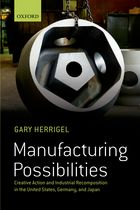 OXFORD
GARY HERRIGEL
Manufacturing
Possibilities
Creative Action and Industrial Recomposition
in the United States, Germany, and Japan